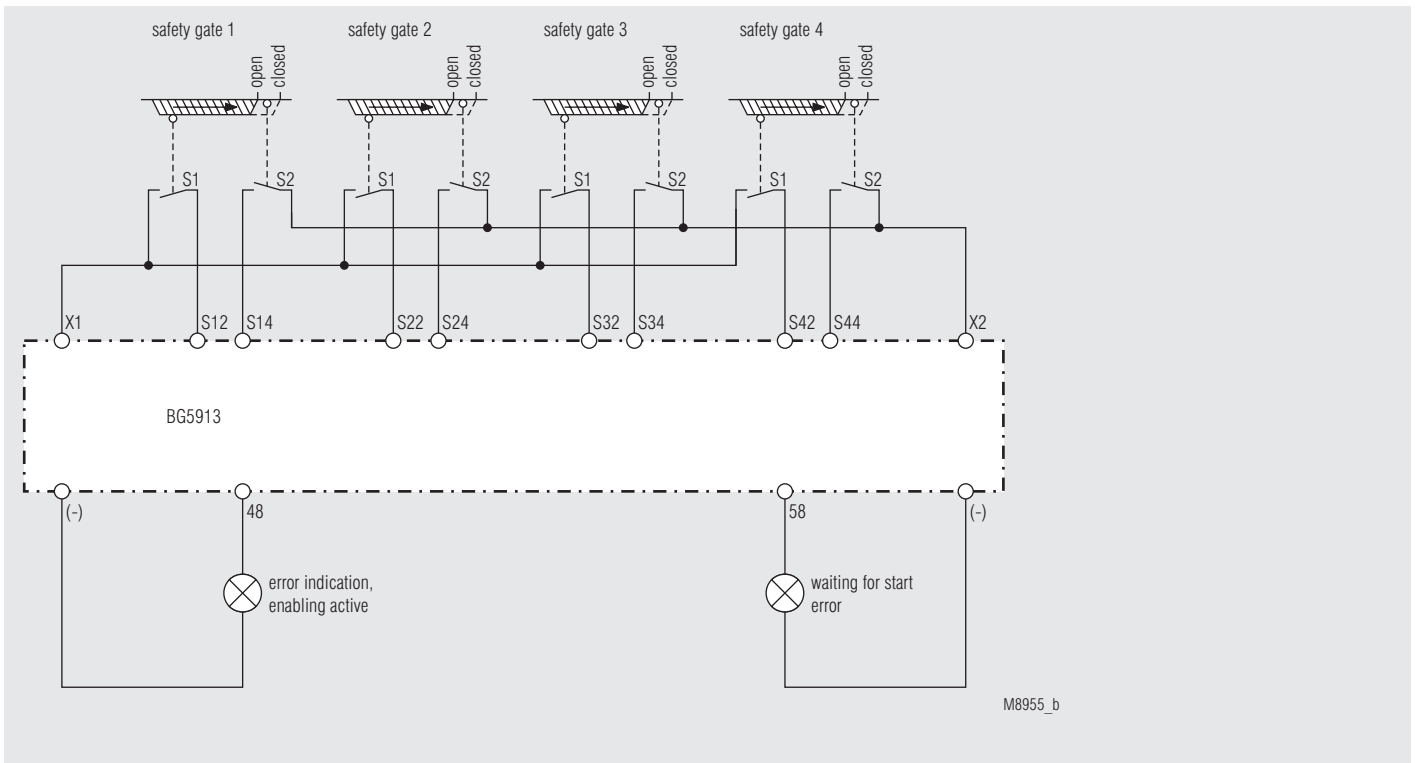 safety gate 1
safety gate 2
safety gate 3
safety gate 4
open
closed
open
closed
open
closed
open
closed
S1
S2
S1
S2
S1
S2
S1
S2
X1
S12
S14
S22
S24
S32
S34
S42
S44
X2
BG5913
(-)
48
58
(-)
error indication,
enabling active
waiting for start
error
M8955_b